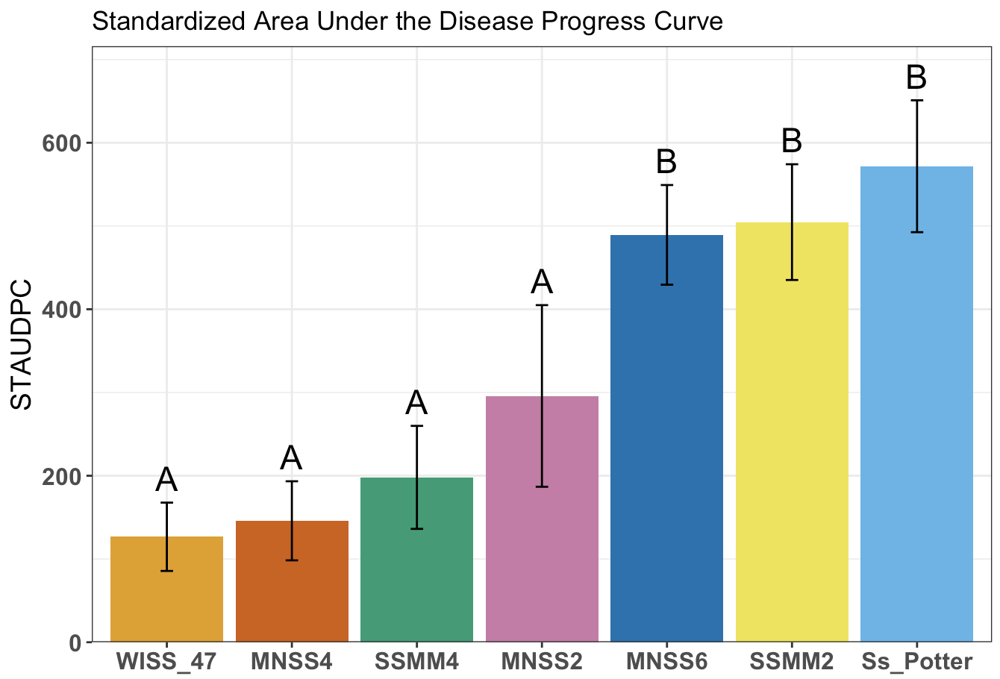 Standardized Area Under the Disease Progress Curve
STAUDPC
600
400
200
0
A
A
A
A
B
B
B
WISS_47 MNSS4 SSMM4 MNSS2 MNSS6 SSMM2 Ss_Potter